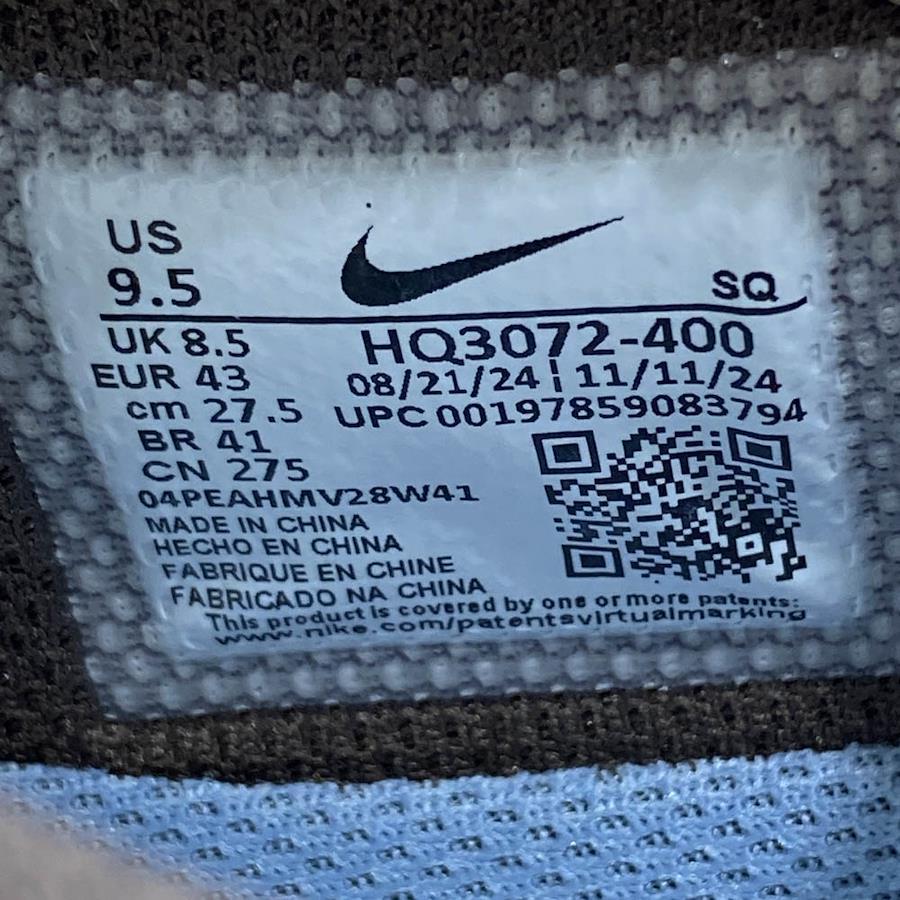 US
9.5
SQ
UK 8.5
HQ3072-400
EUR 43
08/21/24 | 11/11/24
cm 27.5
UPC 00197859083794
BR 41
CN 275
04PEAHMV28W41
MADE IN CHINA
HECHO EN CHINA
FABRIQUE EN CHINE
FABRICADO NA CHINA
This product is covered by one or more patents:
www.nike.com/patentsvirtualmarking